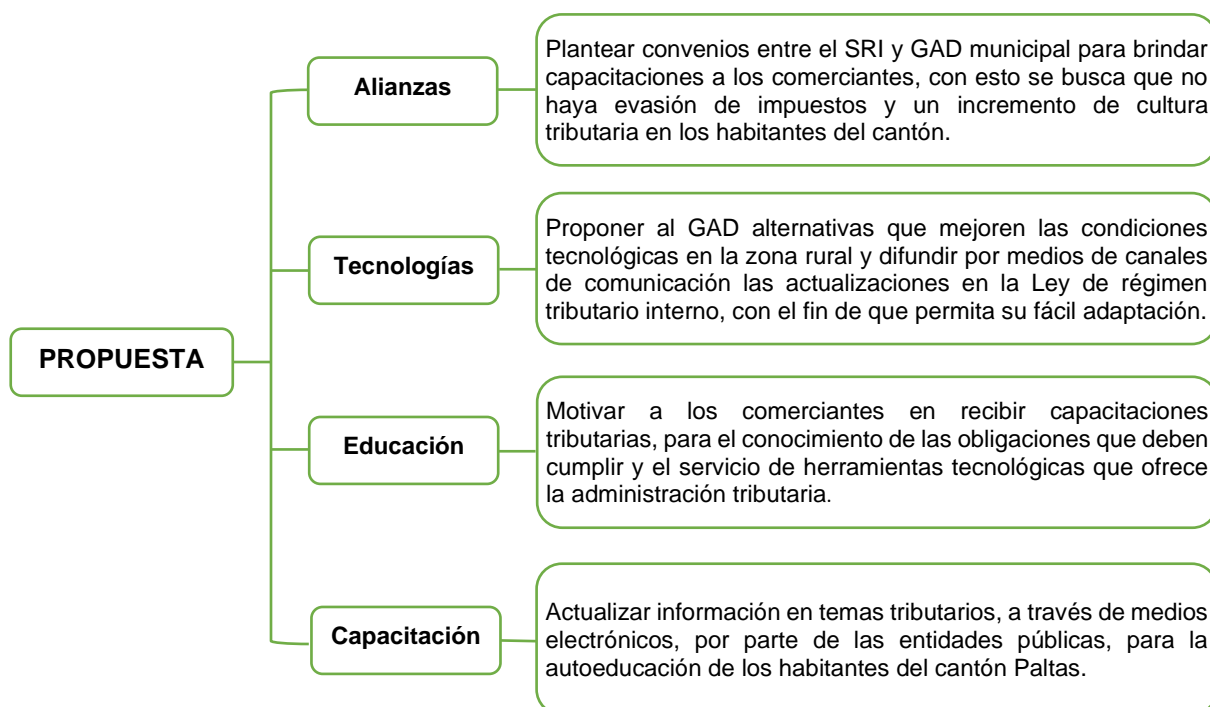 Alianzas
Plantear convenios entre el SRI y GAD municipal para brindar
capacitaciones a los comerciantes, con esto se busca que no
haya evasión de impuestos y un incremento de cultura
tributaria en los habitantes del cantón.
Tecnologías
Proponer al GAD alternativas que mejoren las condiciones
tecnológicas en la zona rural y difundir por medios de canales
de comunicación las actualizaciones en la Ley de régimen
tributario interno, con el fin de que permita su fácil adaptación.
PROPUESTA
Educación
Motivar a los comerciantes en recibir capacitaciones
tributarias, para el conocimiento de las obligaciones que deben
cumplir y el servicio de herramientas tecnológicas que ofrece
la administración tributaria.
Capacitación
Actualizar información en temas tributarios, a través de medios
electrónicos, por parte de las entidades públicas, para la
autoeducación de los habitantes del cantón Paltas.